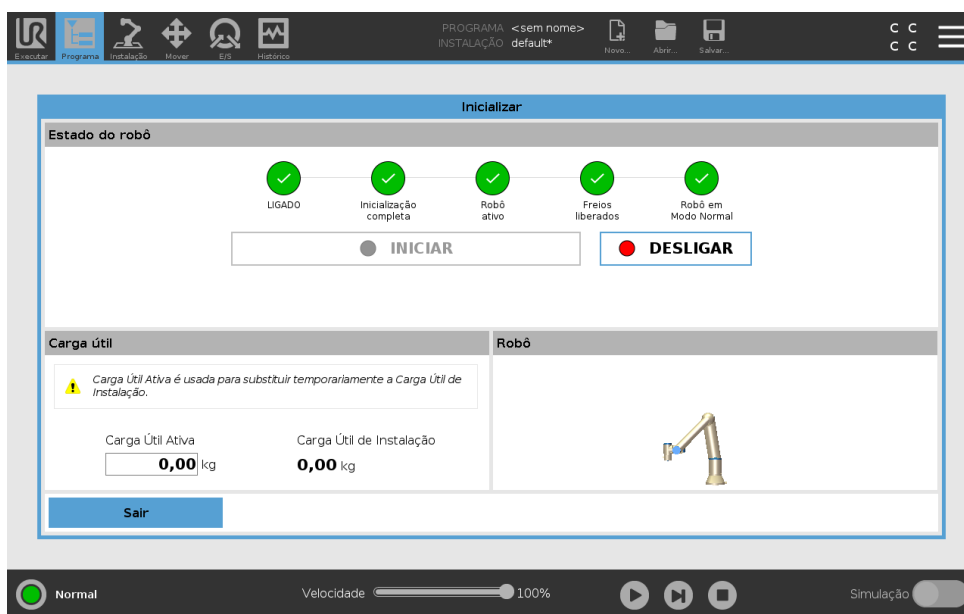 UR
PROGRAMA <sem nome>
INSTALAÇÃO default*
Executar Programa Instalação Mover E/S Histórico Novo... Abrir... Salvar...
C C
C C
Inicializar
Estado do robô
LIGADO
Inicialização
completa
Robô
ativo
Freios
liberados
Robô em
Modo Normal
INICIAR
DESLIGAR
Carga útil
Carga Útil Ativa é usada para substituir temporariamente a Carga Útil de
Instalação.
Carga Útil Ativa
0,00 kg
Carga Útil de Instalação
0,00 kg
Robô
Sair
Normal
Velocidade 100%
Simulação